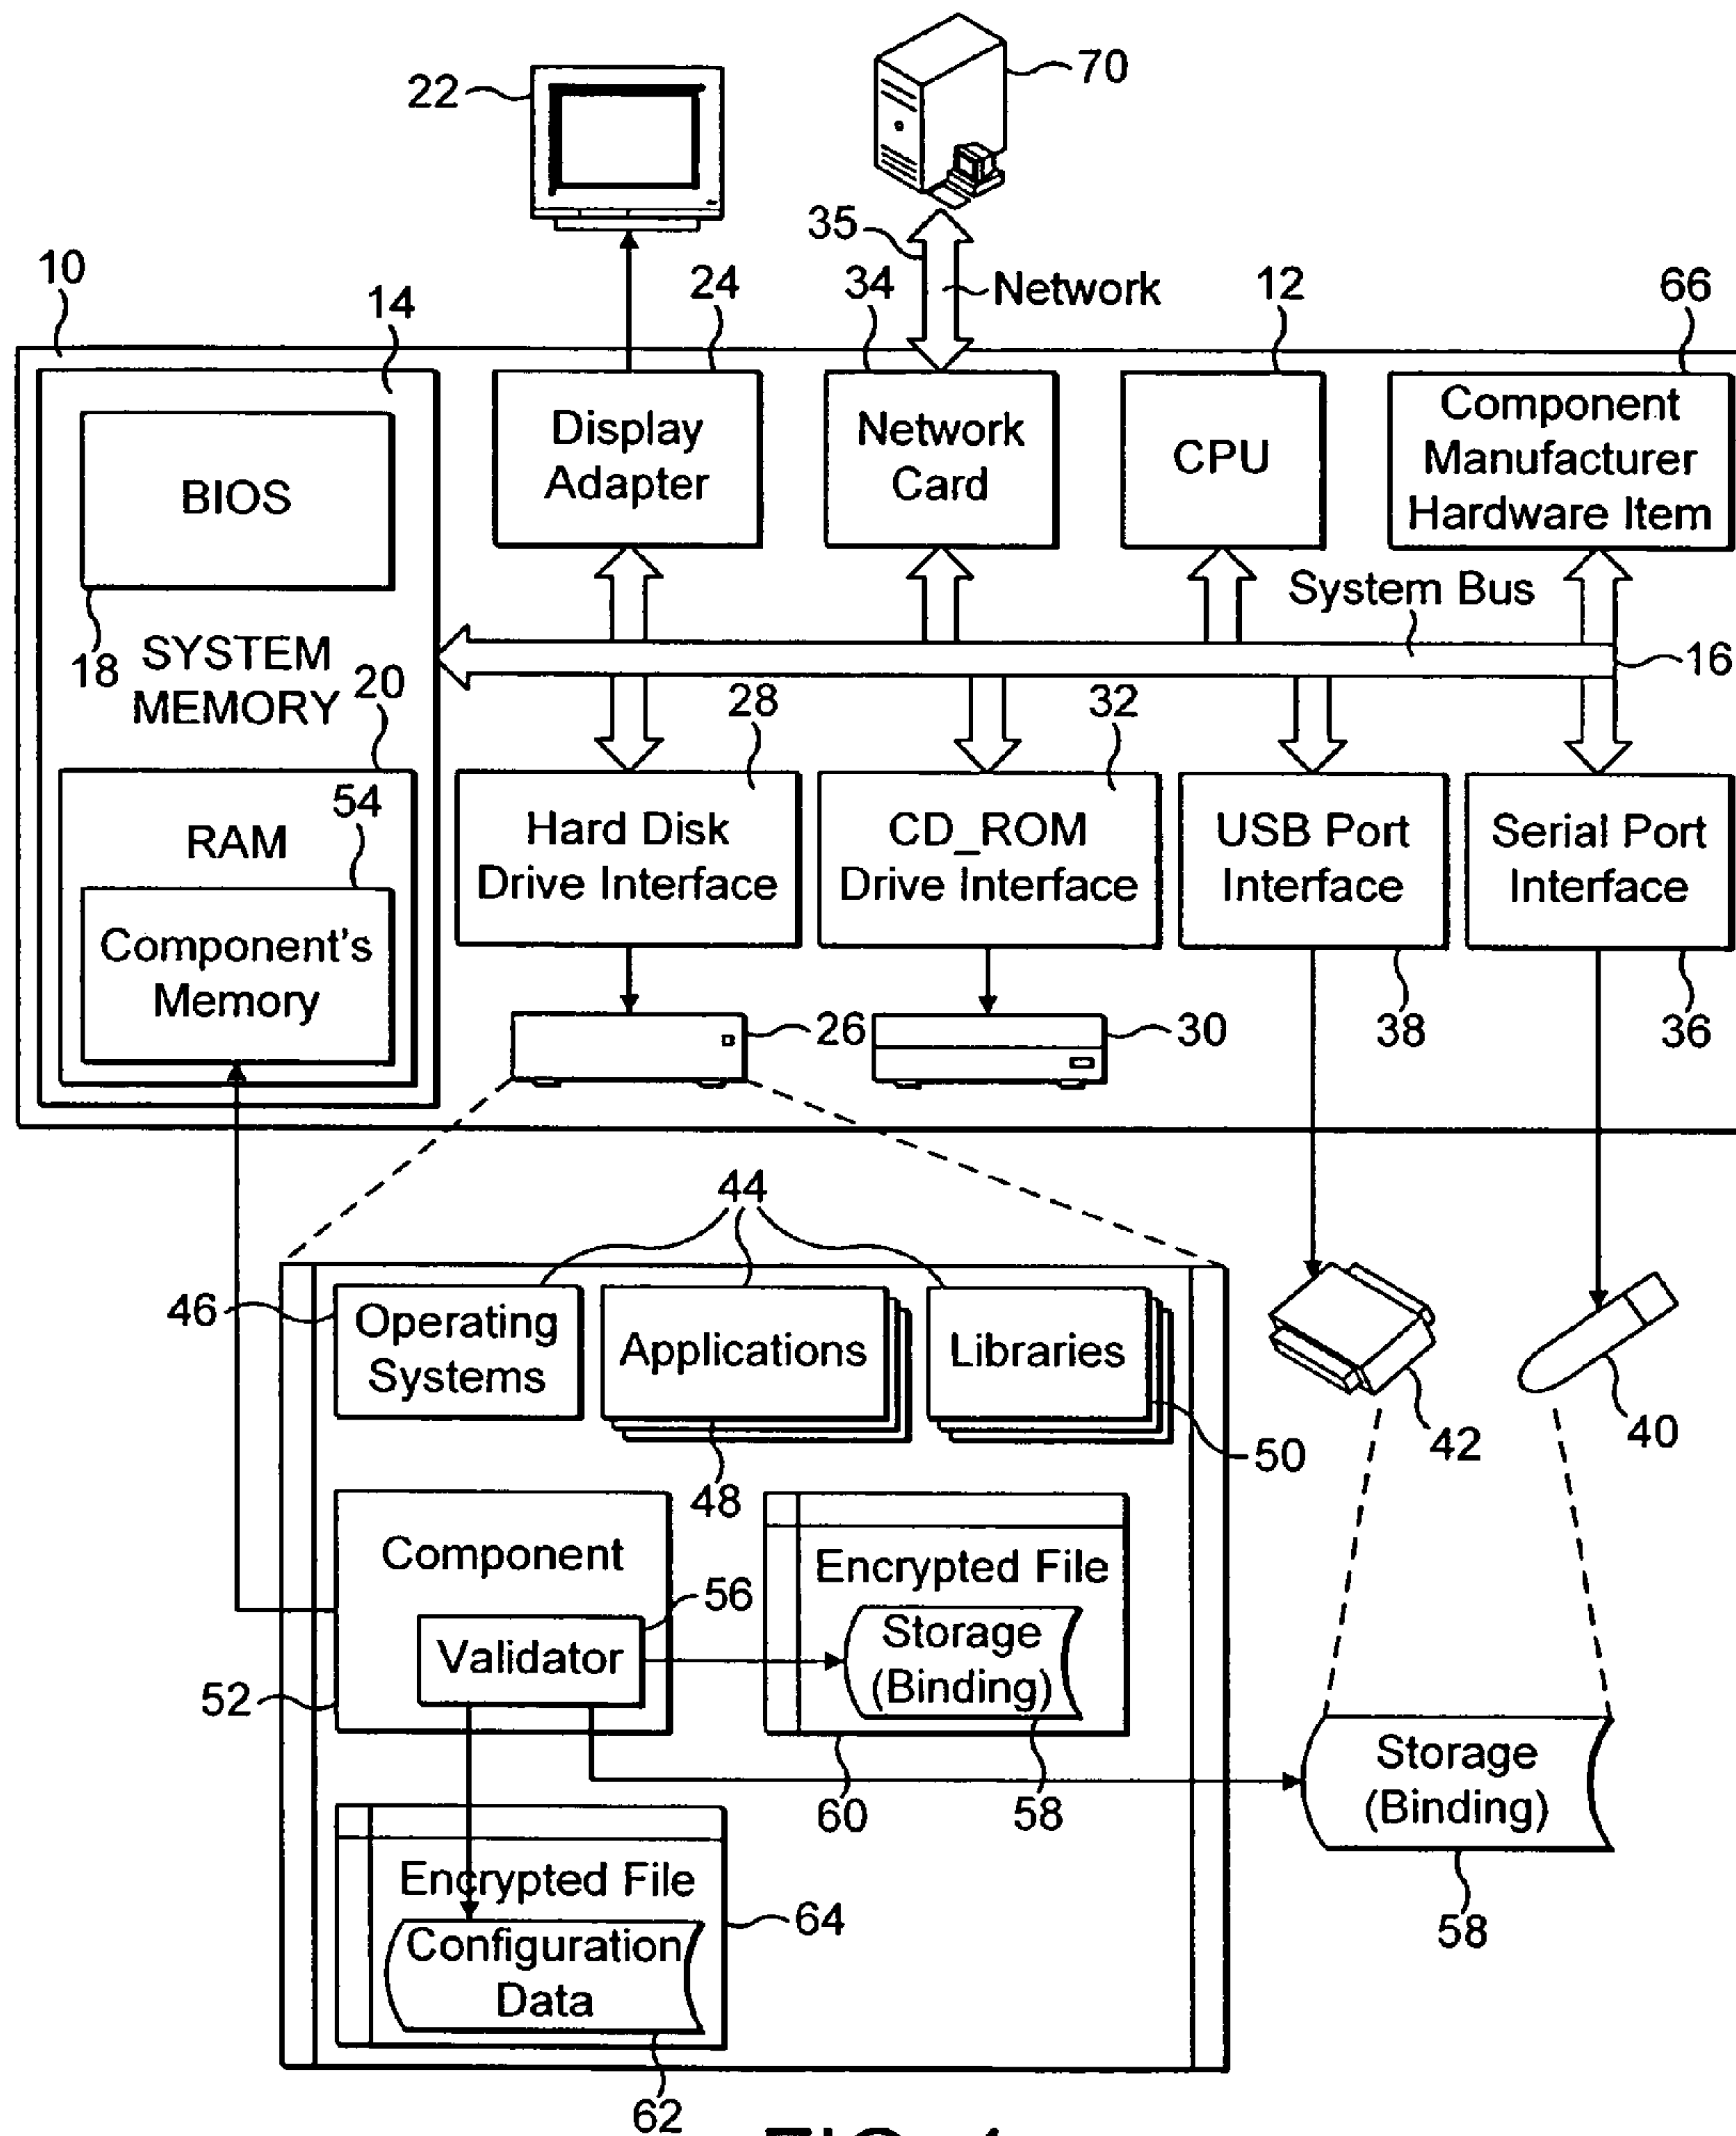 70
22
35
10
14
24
34
Network
12
66
BIOS
Display
Adapter
Network
Card
CPU
Component
Manufacturer
Hardware Item
System Bus
18
SYSTEM
MEMORY
20
16
28
32
54
RAM
Component's
Memory
Hard Disk
Drive Interface
CD_ROM
Drive Interface
USB Port
Interface
Serial Port
Interface
26
30
38
36
44
46
Operating
Systems
Applications
Libraries
48
50
42
40
Component
56
Validator
52
Encrypted File
Storage
(Binding)
60
58
Storage
(Binding)
58
Encrypted File
64
Configuration
Data
62